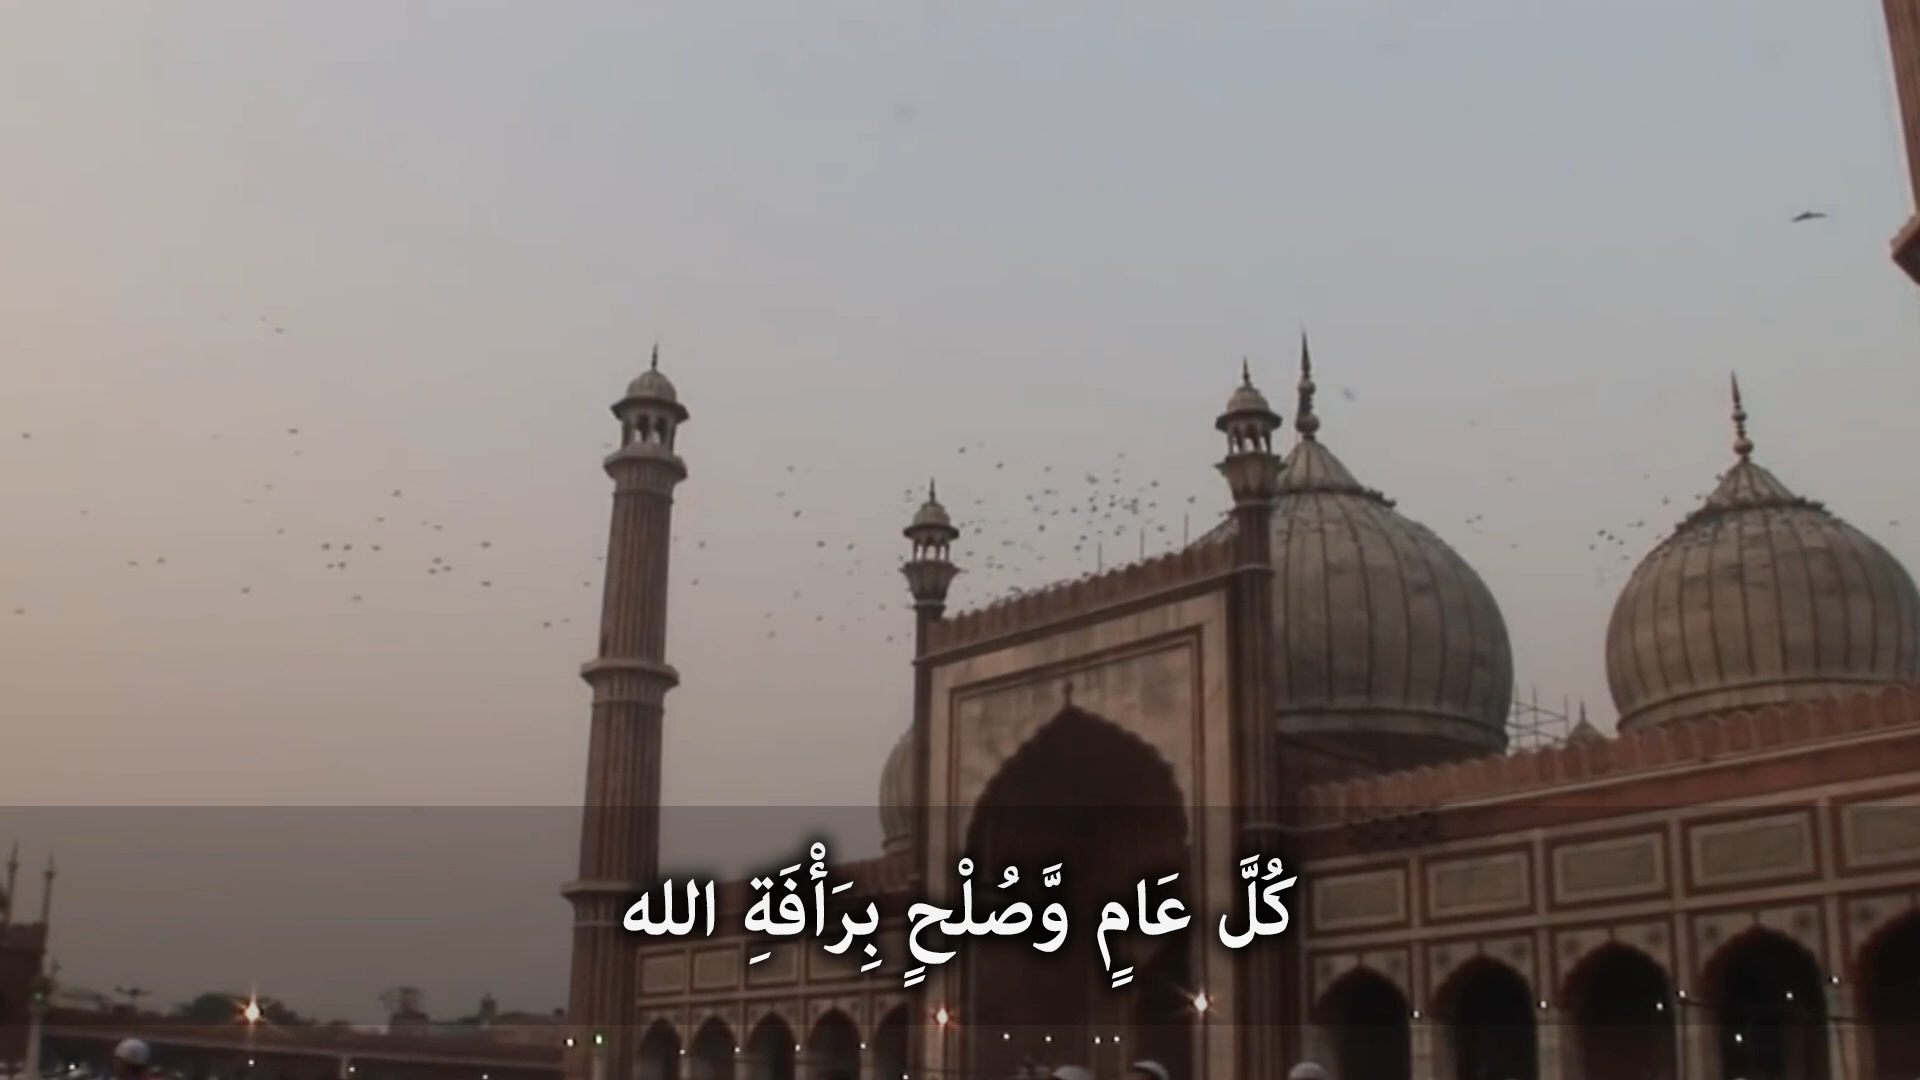 كُلَّ عَامٍ وَّصُلْحٍ بِرَأْفَةِ الله